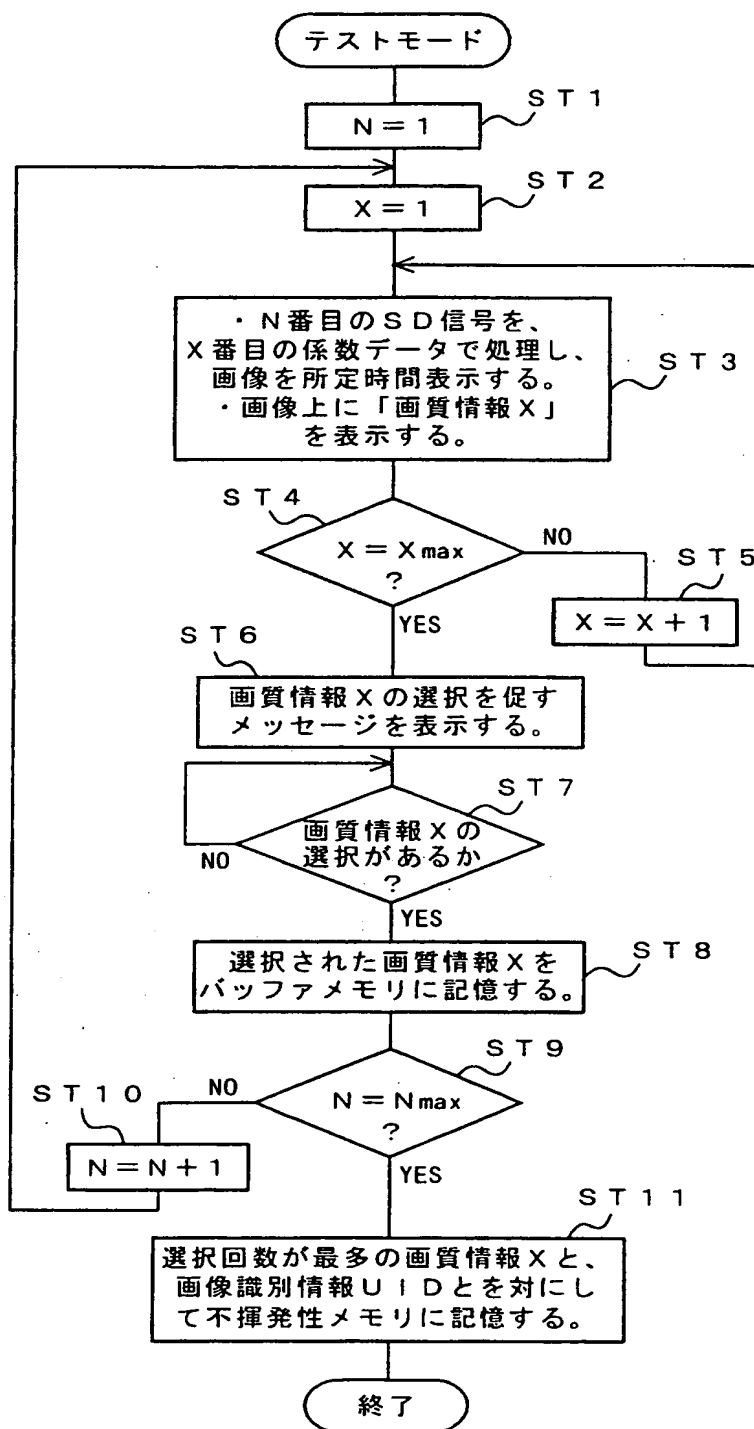 テストモード
ST1
N=1
ST2
X=1
・N番目のSD信号を、
X番目の係数データで処理し、
画像を所定時間表示する。
・画像上に「画質情報X」
を表示する。
ST3
ST4
X=Xmax
?
NO
YES
ST5
X=X+1
ST6
画質情報Xの選択を促す
メッセージを表示する。
ST7
画質情報Xの
選択があるか
?
NO
YES
ST8
選択された画質情報Xを
バッファメモリに記憶する。
ST9
N=Nmax
?
NO
YES
ST10
N=N+1
ST11
選択回数が最多の画質情報Xと、
画像識別情報UIDとを対にし
て不揮発性メモリに記憶する。
終了